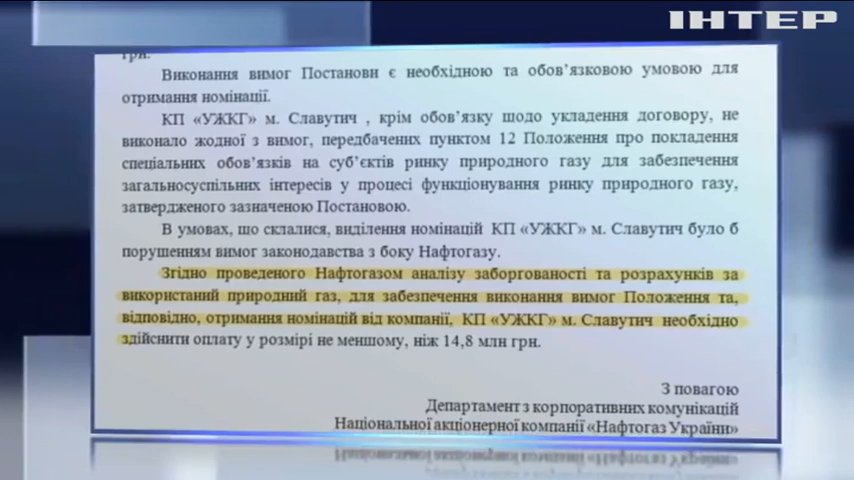 ІНТЕР
грн.
Виконання вимог Постанови є необхідною та обов’язковою умовою для
отримання номінації.
КП «УЖКГ» м. Славутич , крім обов’язку щодо укладення договору, не
виконало жодної з вимог, передбачених пунктом 12 Положення про покладення
спеціальних обов’язків на суб’єктів ринку природного газу для забезпечення
загальносуспільних інтересів у процесі функціонування ринку природного газу,
затвердженого зазначеною Постановою.
В умовах, що склалися, виділення номінацій КП «УЖКГ» м. Славутич було б
порушенням вимог законодавства з боку Нафтогазу.
Згідно проведеного Нафтогазом аналізу заборгованості та розрахунків за
використаний природний газ, для забезпечення виконання вимог Положення та,
відповідно, отримання номінацій від компанії, КП «УЖКГ» м. Славутич необхідно
здійснити оплату у розмірі не меншому, ніж 14,8 млн грн.
З повагою
Департамент з корпоративних комунікацій
Національної акціонерної компанії «Нафтогаз України»